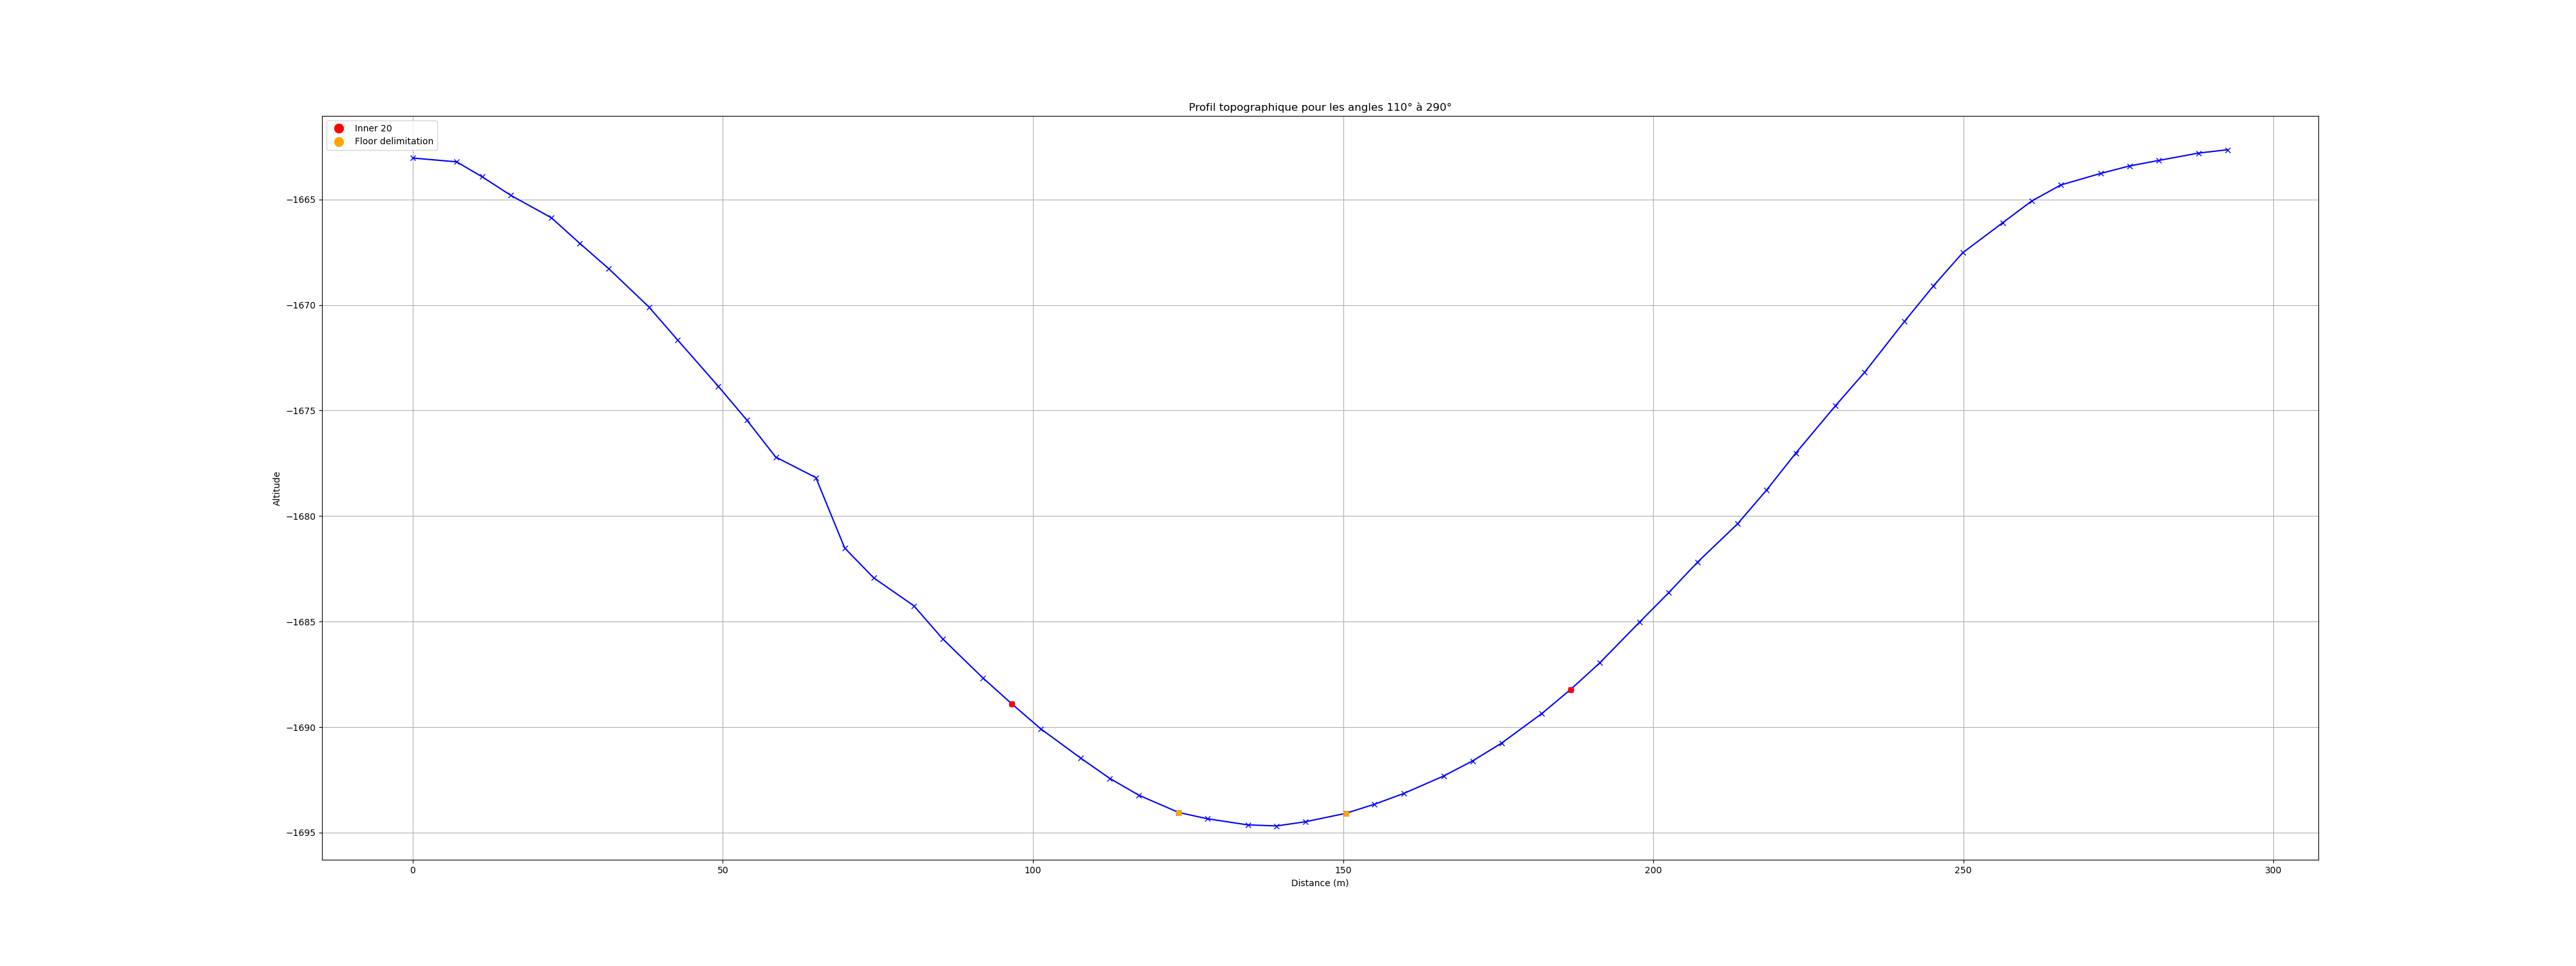 Profil topographique pour les angles 110° à 290°
Inner 20
Floor delimitation
−1665
−1670
−1675
−1680
−1685
−1690
−1695
Altitude
0 50 100 150 200 250 300
Distance (m)